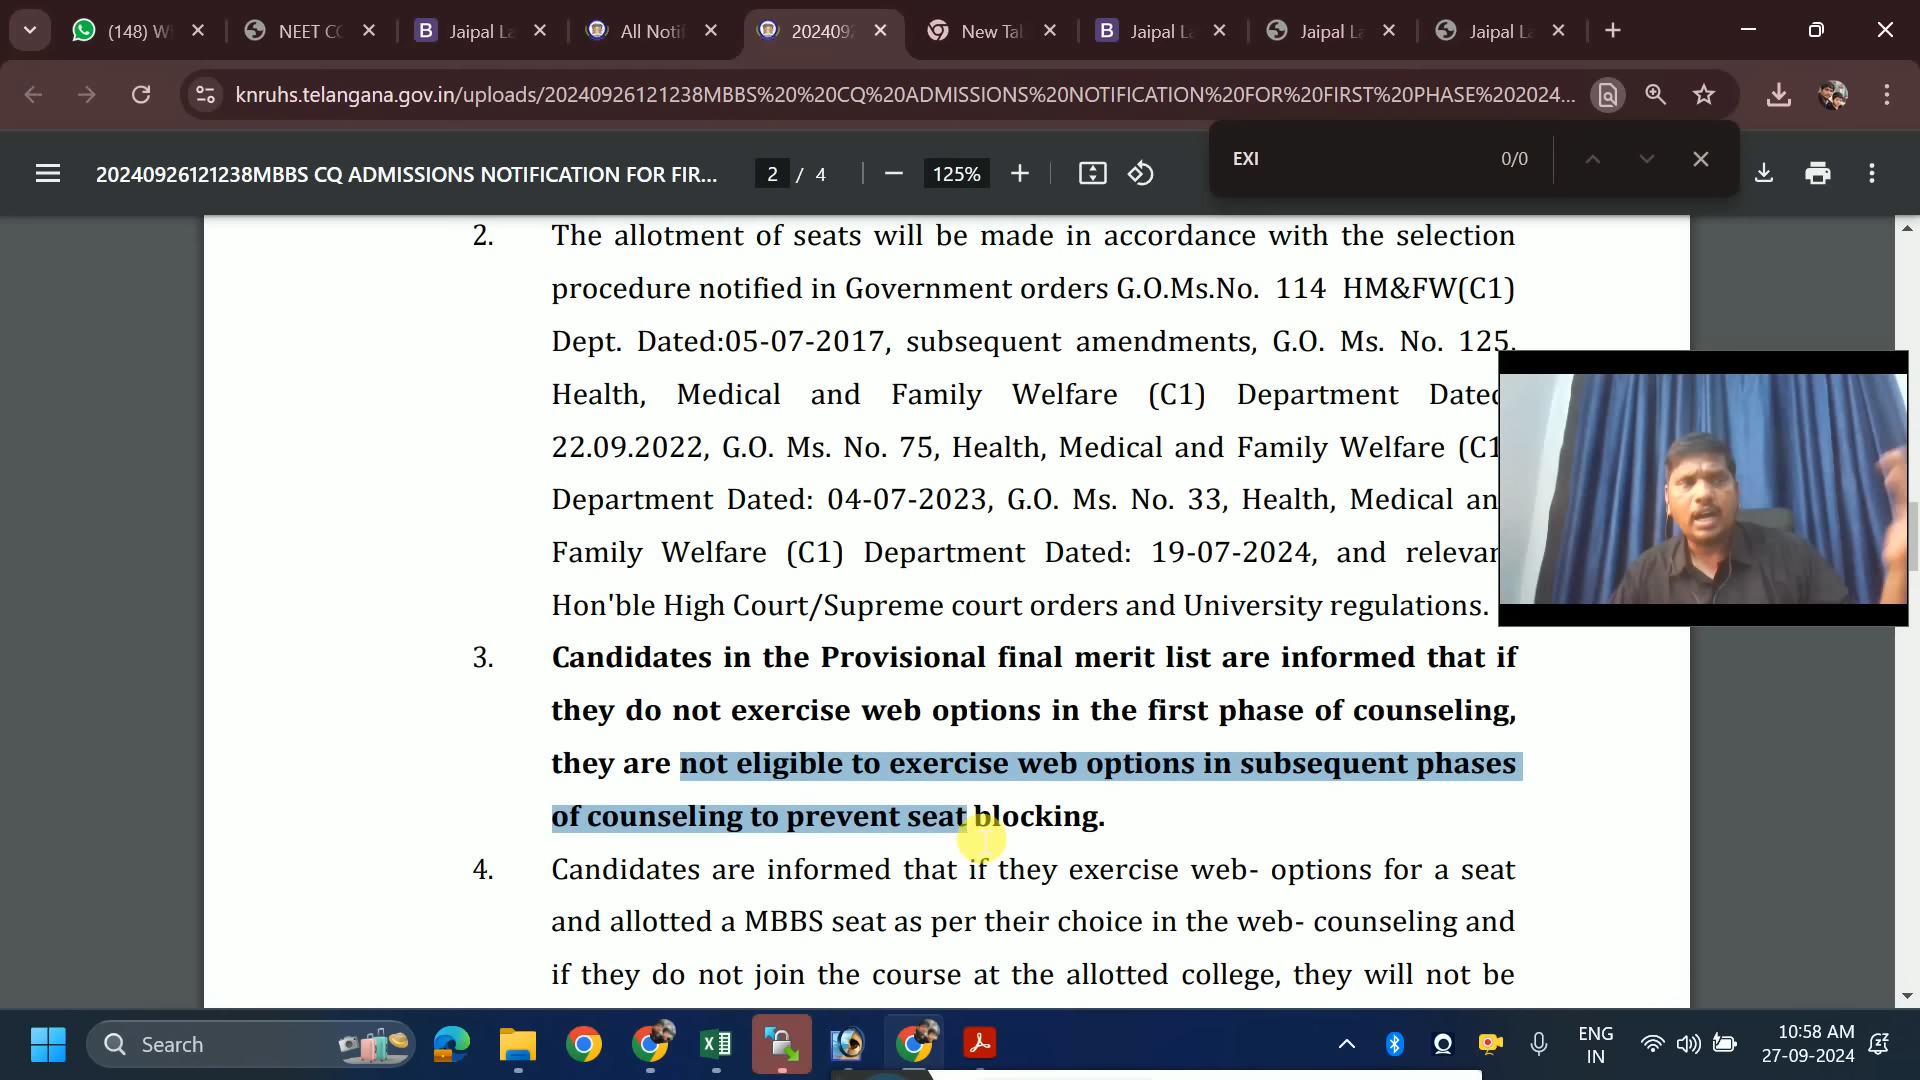 (148) W
NEET CO
Jaipal La
All Notif
202409
New Tab
Jaipal La
Jaipal La
Jaipal La
knruhs.telangana.gov.in/uploads/20240926121238MBBS%20%20CQ%20ADMISSIONS%20NOTIFICATION%20FOR%20FIRST%20PHASE%202024...
EXI 0/0
20240926121238MBBS CQ ADMISSIONS NOTIFICATION FOR FIR... 2 / 4 125%
2. The allotment of seats will be made in accordance with the selection
procedure notified in Government orders G.O.Ms.No. 114 HM&FW(C1)
Dept. Dated:05-07-2017, subsequent amendments, G.O. Ms. No. 125,
Health, Medical and Family Welfare (C1) Department Dated
22.09.2022, G.O. Ms. No. 75, Health, Medical and Family Welfare (C1
Department Dated: 04-07-2023, G.O. Ms. No. 33, Health, Medical an
Family Welfare (C1) Department Dated: 19-07-2024, and relevan
Hon'ble High Court/Supreme court orders and University regulations.
3. Candidates in the Provisional final merit list are informed that if
they do not exercise web options in the first phase of counseling,
they are not eligible to exercise web options in subsequent phases
of counseling to prevent seat blocking.
4. Candidates are informed that if they exercise web- options for a seat
and allotted a MBBS seat as per their choice in the web- counseling and
if they do not join the course at the allotted college, they will not be
Search
ENG
IN
10:58 AM
27-09-2024